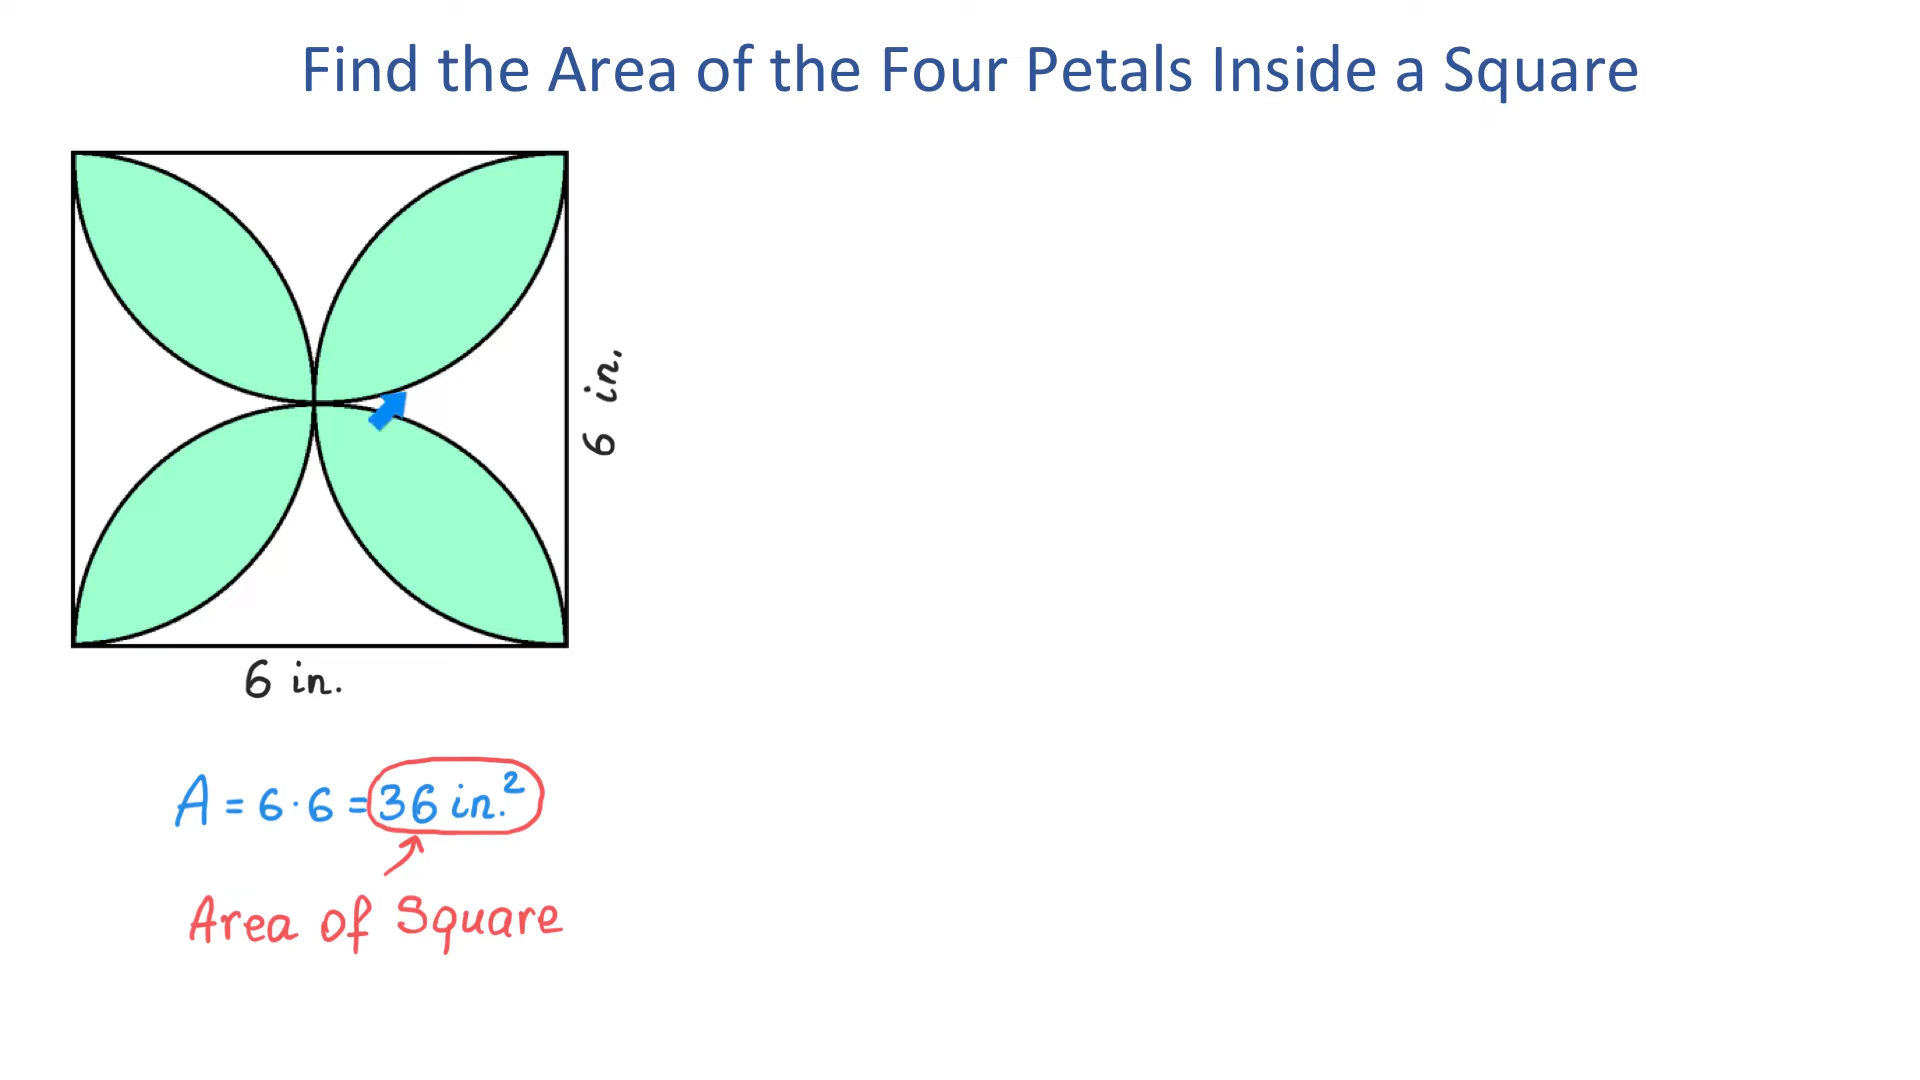 Find the Area of the Four Petals Inside a Square
6 in.
6 in.
A = 6·6 = 36 in.²
Area of Square